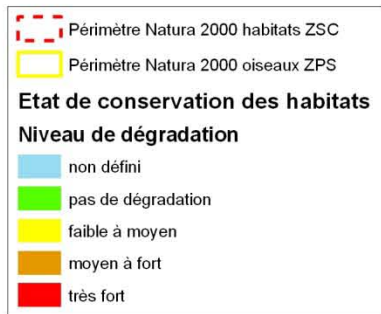 Périmètre Natura 2000 habitats ZSC
Périmètre Natura 2000 oiseaux ZPS
Etat de conservation des habitats
Niveau de dégradation
non défini
pas de dégradation
faible à moyen
moyen à fort
très fort